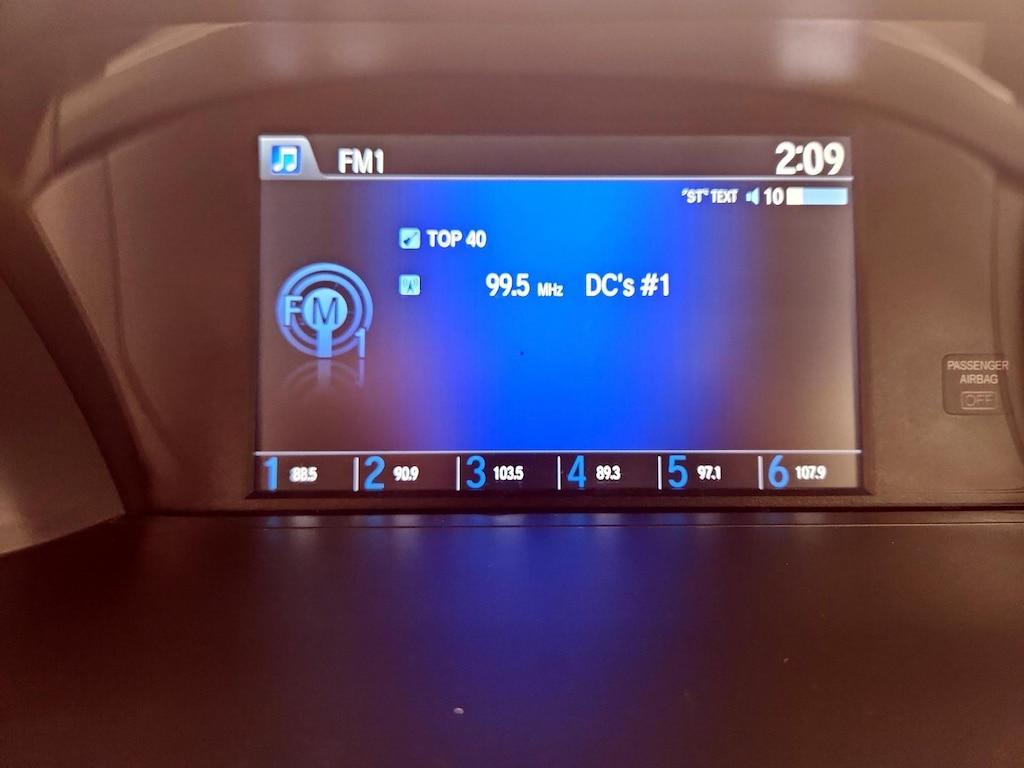 FM1 2:09
"ST" TEXT 10
TOP 40
99.5 MHz DC's #1
FM
1
PASSENGER
AIRBAG
OFF
1 88.5 2 90.9 3 103.5 4 89.3 5 97.1 6 107.9